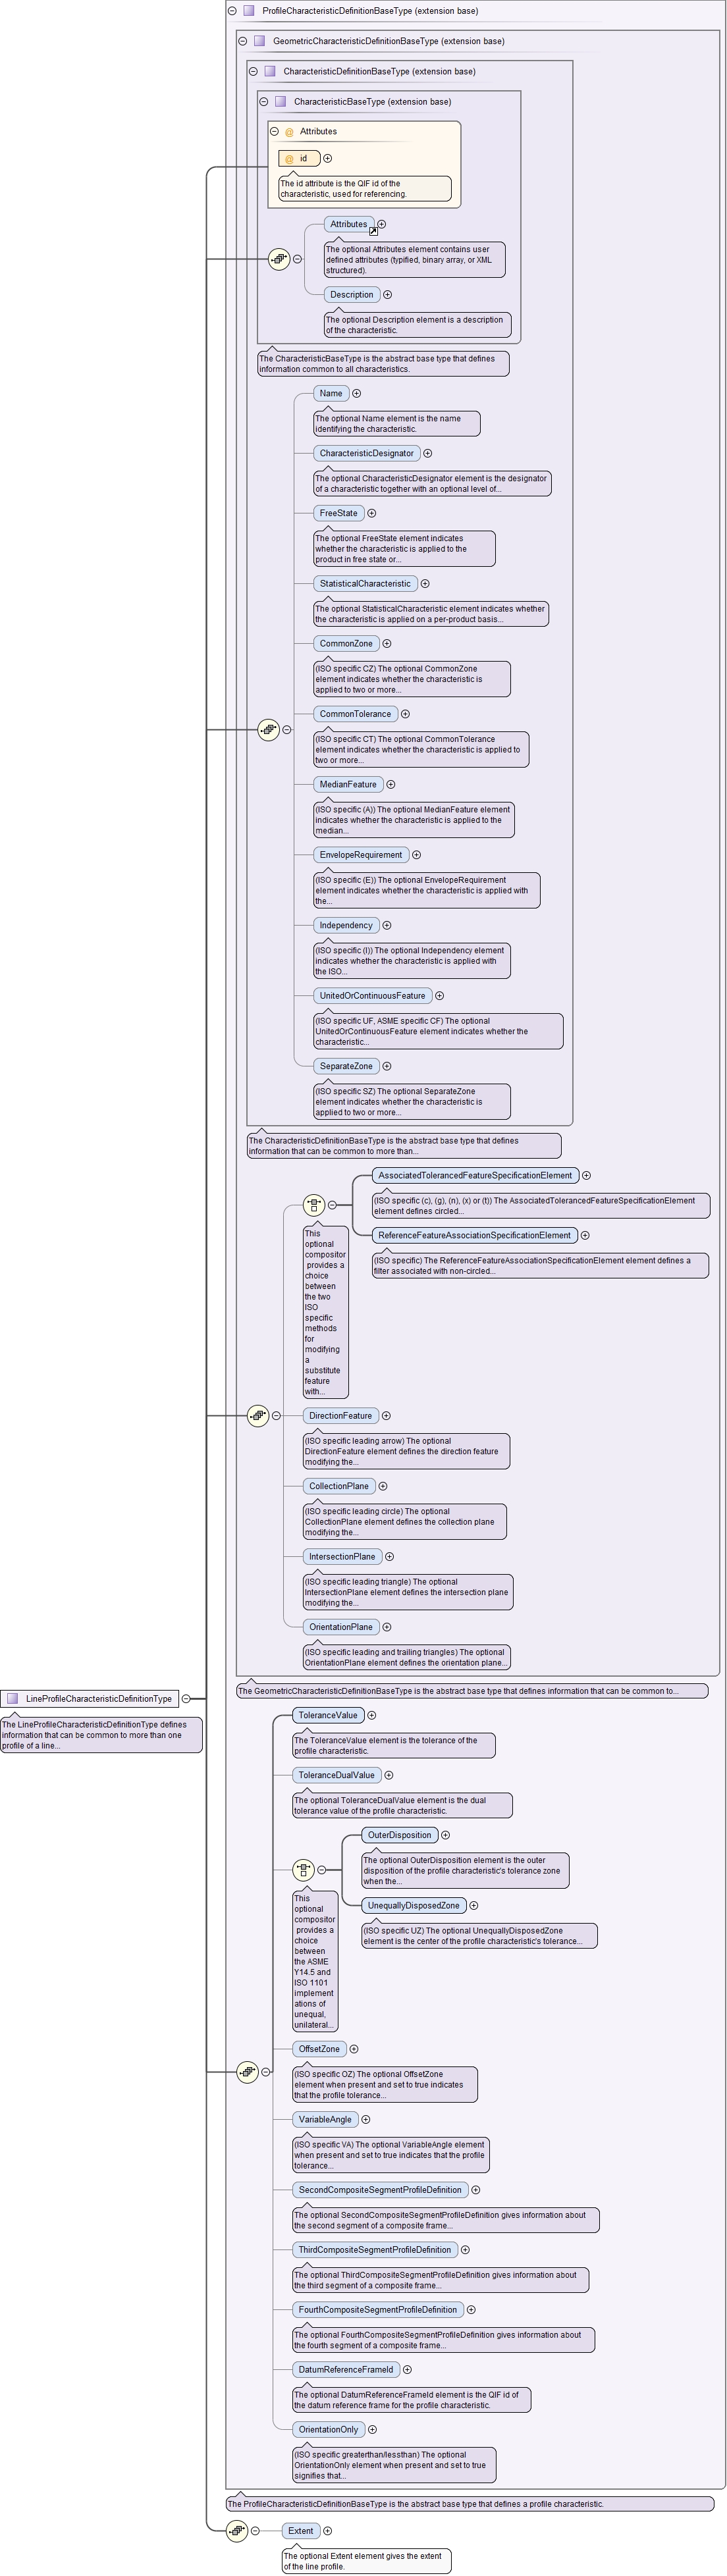 ProfileCharacteristicDefinitionBaseType (extension base)
GeometricCharacteristicDefinitionBaseType (extension base)
CharacteristicDefinitionBaseType (extension base)
CharacteristicBaseType (extension base)
@ Attributes
@ id
The id attribute is the QIF id of the
characteristic, used for referencing.
Attributes
The optional Attributes element contains user
defined attributes (typified, binary array, or XML
structured).
Description
The optional Description element is a description
of the characteristic.
The CharacteristicBaseType is the abstract base type that defines
information common to all characteristics.
Name
The optional Name element is the name
identifying the characteristic.
CharacteristicDesignator
The optional CharacteristicDesignator element is the designator
of a characteristic together with an optional level of...
FreeState
The optional FreeState element indicates
whether the characteristic is applied to the
product in free state or...
StatisticalCharacteristic
The optional StatisticalCharacteristic element indicates whether
the characteristic is applied on a per-product basis...
CommonZone
(ISO specific CZ) The optional CommonZone
element indicates whether the characteristic is
applied to two or more...
CommonTolerance
(ISO specific CT) The optional CommonTolerance
element indicates whether the characteristic is applied to
two or more...
MedianFeature
(ISO specific (A)) The optional MedianFeature element
indicates whether the characteristic is applied to the
median...
EnvelopeRequirement
(ISO specific (E)) The optional EnvelopeRequirement
element indicates whether the characteristic is applied with
the...
Independency
(ISO specific (I)) The optional Independency element
indicates whether the characteristic is applied with
the ISO...
UnitedOrContinuousFeature
(ISO specific UF, ASME specific CF) The optional
UnitedOrContinuousFeature element indicates whether the
characteristic...
SeparateZone
(ISO specific SZ) The optional SeparateZone
element indicates whether the characteristic is
applied to two or more...
The CharacteristicDefinitionBaseType is the abstract base type that defines
information that can be common to more than...
AssociatedTolerancedFeatureSpecificationElement
(ISO specific (c), (g), (n), (x) or (t)) The AssociatedTolerancedFeatureSpecificationElement
element defines circled...
ReferenceFeatureAssociationSpecificationElement
(ISO specific) The ReferenceFeatureAssociationSpecificationElement element defines a
filter associated with non-circled...
This
optional
compositor
provides a
choice
between
the two
ISO
specific
methods
for
modifying
a
substitute
feature
with...
DirectionFeature
(ISO specific leading arrow) The optional
DirectionFeature element defines the direction feature
modifying the...
CollectionPlane
(ISO specific leading circle) The optional
CollectionPlane element defines the collection plane
modifying the...
IntersectionPlane
(ISO specific leading triangle) The optional
IntersectionPlane element defines the intersection plane
modifying the...
OrientationPlane
(ISO specific leading and trailing triangles) The optional
OrientationPlane element defines the orientation plane...
The GeometricCharacteristicDefinitionBaseType is the abstract base type that defines information that can be common to...
LineProfileCharacteristicDefinitionType
The LineProfileCharacteristicDefinitionType defines
information that can be common to more than one
profile of a line...
ToleranceValue
The ToleranceValue element is the tolerance of the
profile characteristic.
ToleranceDualValue
The optional ToleranceDualValue element is the dual
tolerance value of the profile characteristic.
OuterDisposition
The optional OuterDisposition element is the outer
disposition of the profile characteristic's tolerance zone
when the...
UnequallyDisposedZone
(ISO specific UZ) The optional UnequallyDisposedZone
element is the center of the profile characteristic's tolerance...
This
optional
compositor
provides a
choice
between
the ASME
Y14.5 and
ISO 1101
implement
ations of
unequal,
unilateral...
OffsetZone
(ISO specific OZ) The optional OffsetZone
element when present and set to true indicates
that the profile tolerance...
VariableAngle
(ISO specific VA) The optional VariableAngle element
when present and set to true indicates that the profile
tolerance...
SecondCompositeSegmentProfileDefinition
The optional SecondCompositeSegmentProfileDefinition gives information about
the second segment of a composite frame...
ThirdCompositeSegmentProfileDefinition
The optional ThirdCompositeSegmentProfileDefinition gives information about
the third segment of a composite frame...
FourthCompositeSegmentProfileDefinition
The optional FourthCompositeSegmentProfileDefinition gives information about
the fourth segment of a composite frame...
DatumReferenceFrameId
The optional DatumReferenceFrameId element is the QIF id of
the datum reference frame for the profile characteristic.
OrientationOnly
(ISO specific greaterthan/lessthan) The optional
OrientationOnly element when present and set to true
signifies that...
The ProfileCharacteristicDefinitionBaseType is the abstract base type that defines a profile characteristic.
Extent
The optional Extent element gives the extent
of the line profile.